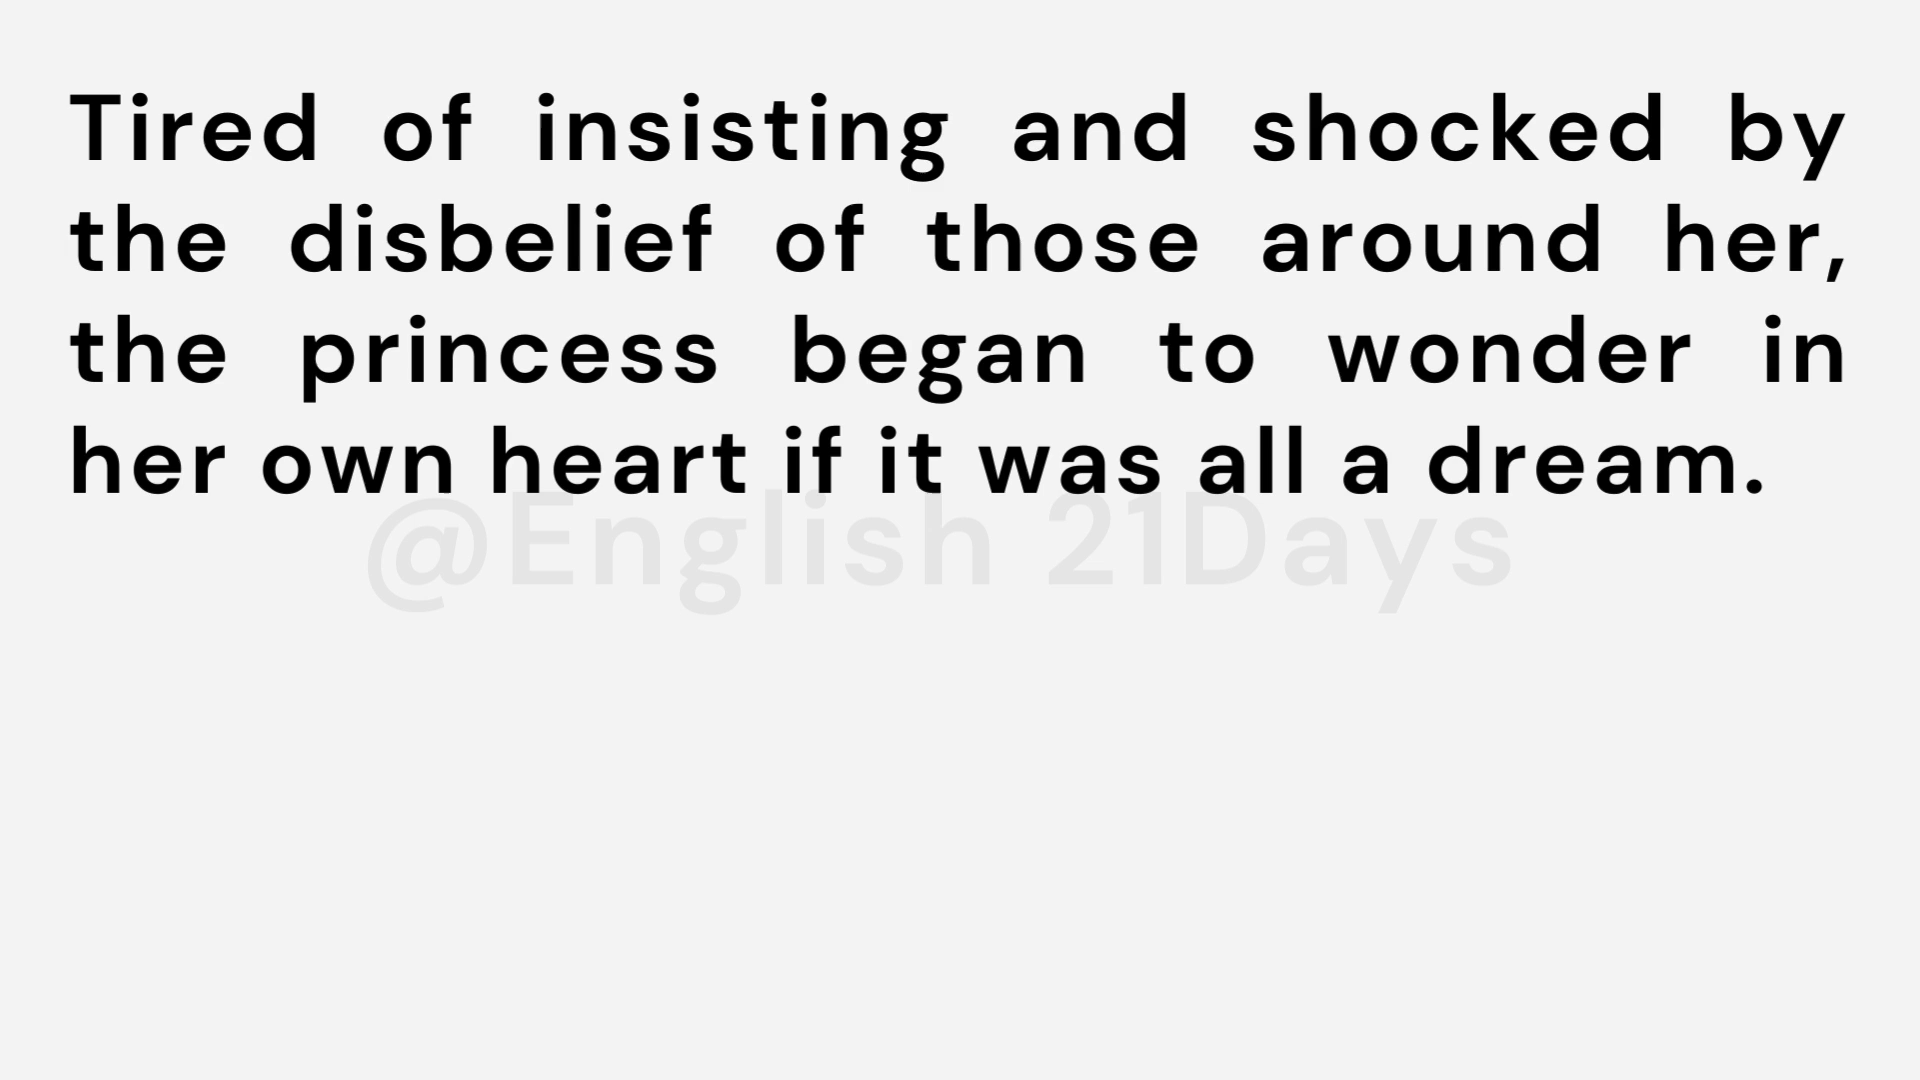 Tired of insisting and shocked by
the disbelief of those around her,
the princess began to wonder in
her own heart if it was all a dream.
@English 21Days